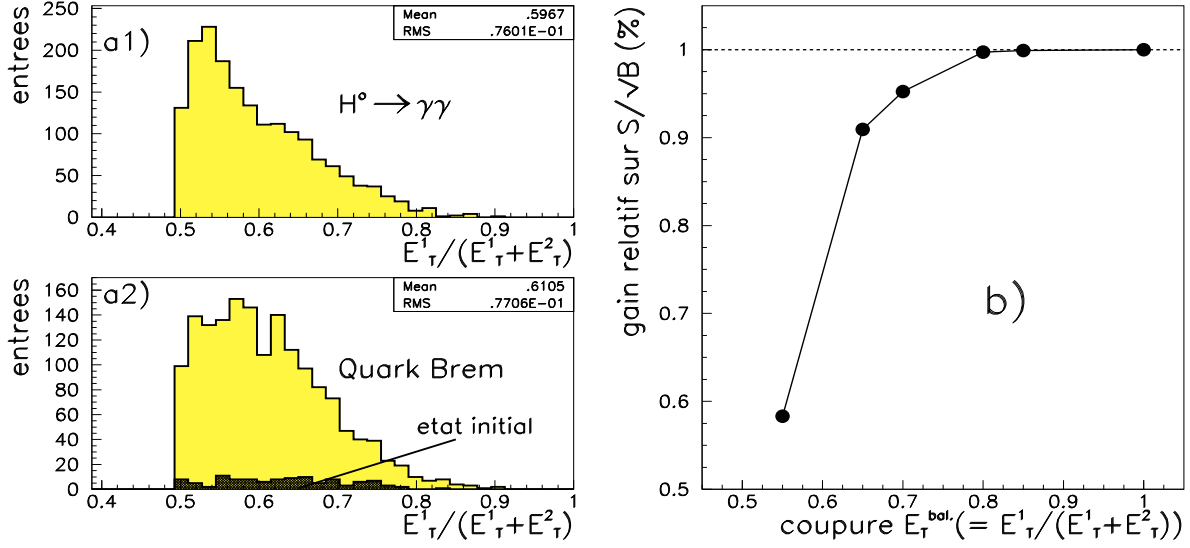 entrees
250
200
150
100
50
0
a1)
Mean .5967
RMS .7601E-01
H° → γγ
0.4 0.5 0.6 0.7 0.8 0.9 1
E¹T/(E¹T+E²T)
entrees
160
140
120
100
80
60
40
20
0
a2)
Mean .6105
RMS .7706E-01
Quark Brem
etat initial
0.4 0.5 0.6 0.7 0.8 0.9 1
E¹T/(E¹T+E²T)
gain relatif sur S/√B (%)
1
0.9
0.8
0.7
0.6
0.5
b)
0.5 0.6 0.7 0.8 0.9 1
coupure ET bal.(= E¹T/(E¹T+E²T))